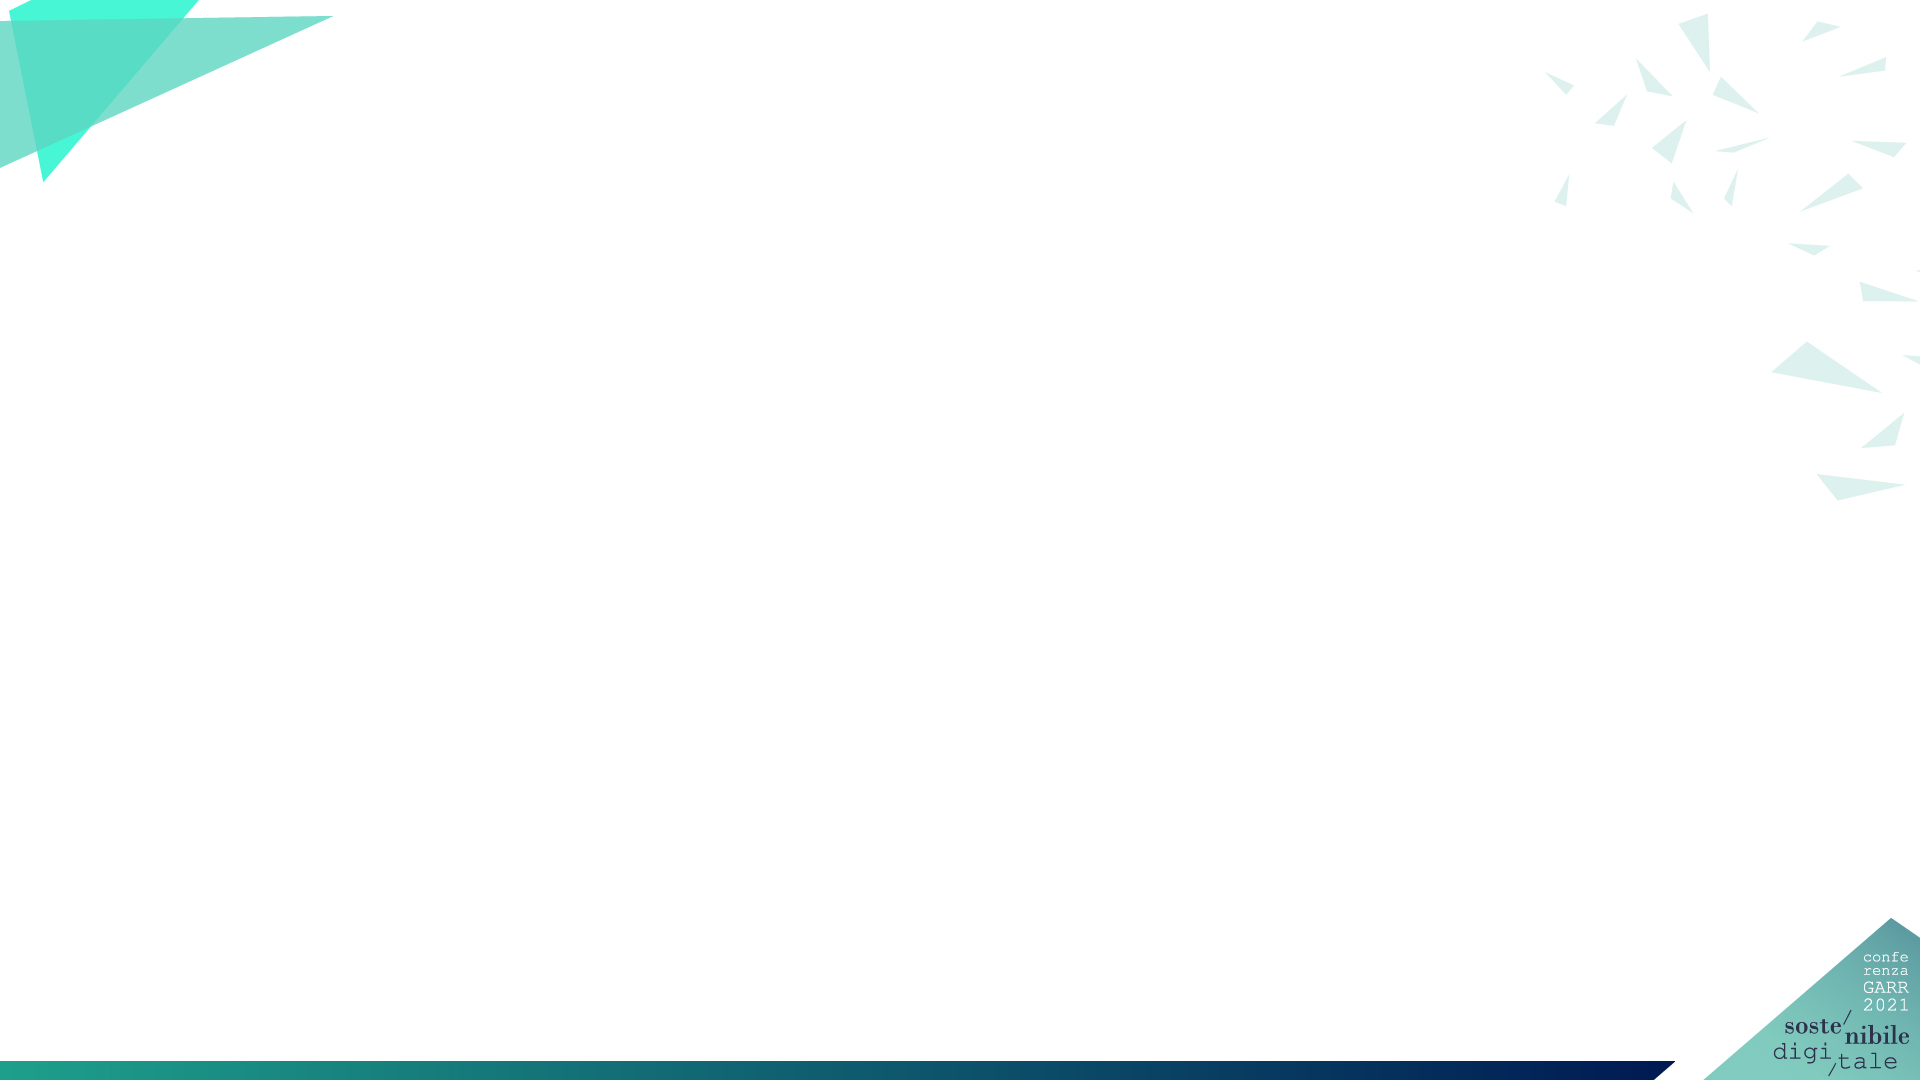 confe
renza
GARR
2021
soste/
nibile
digi
/tale